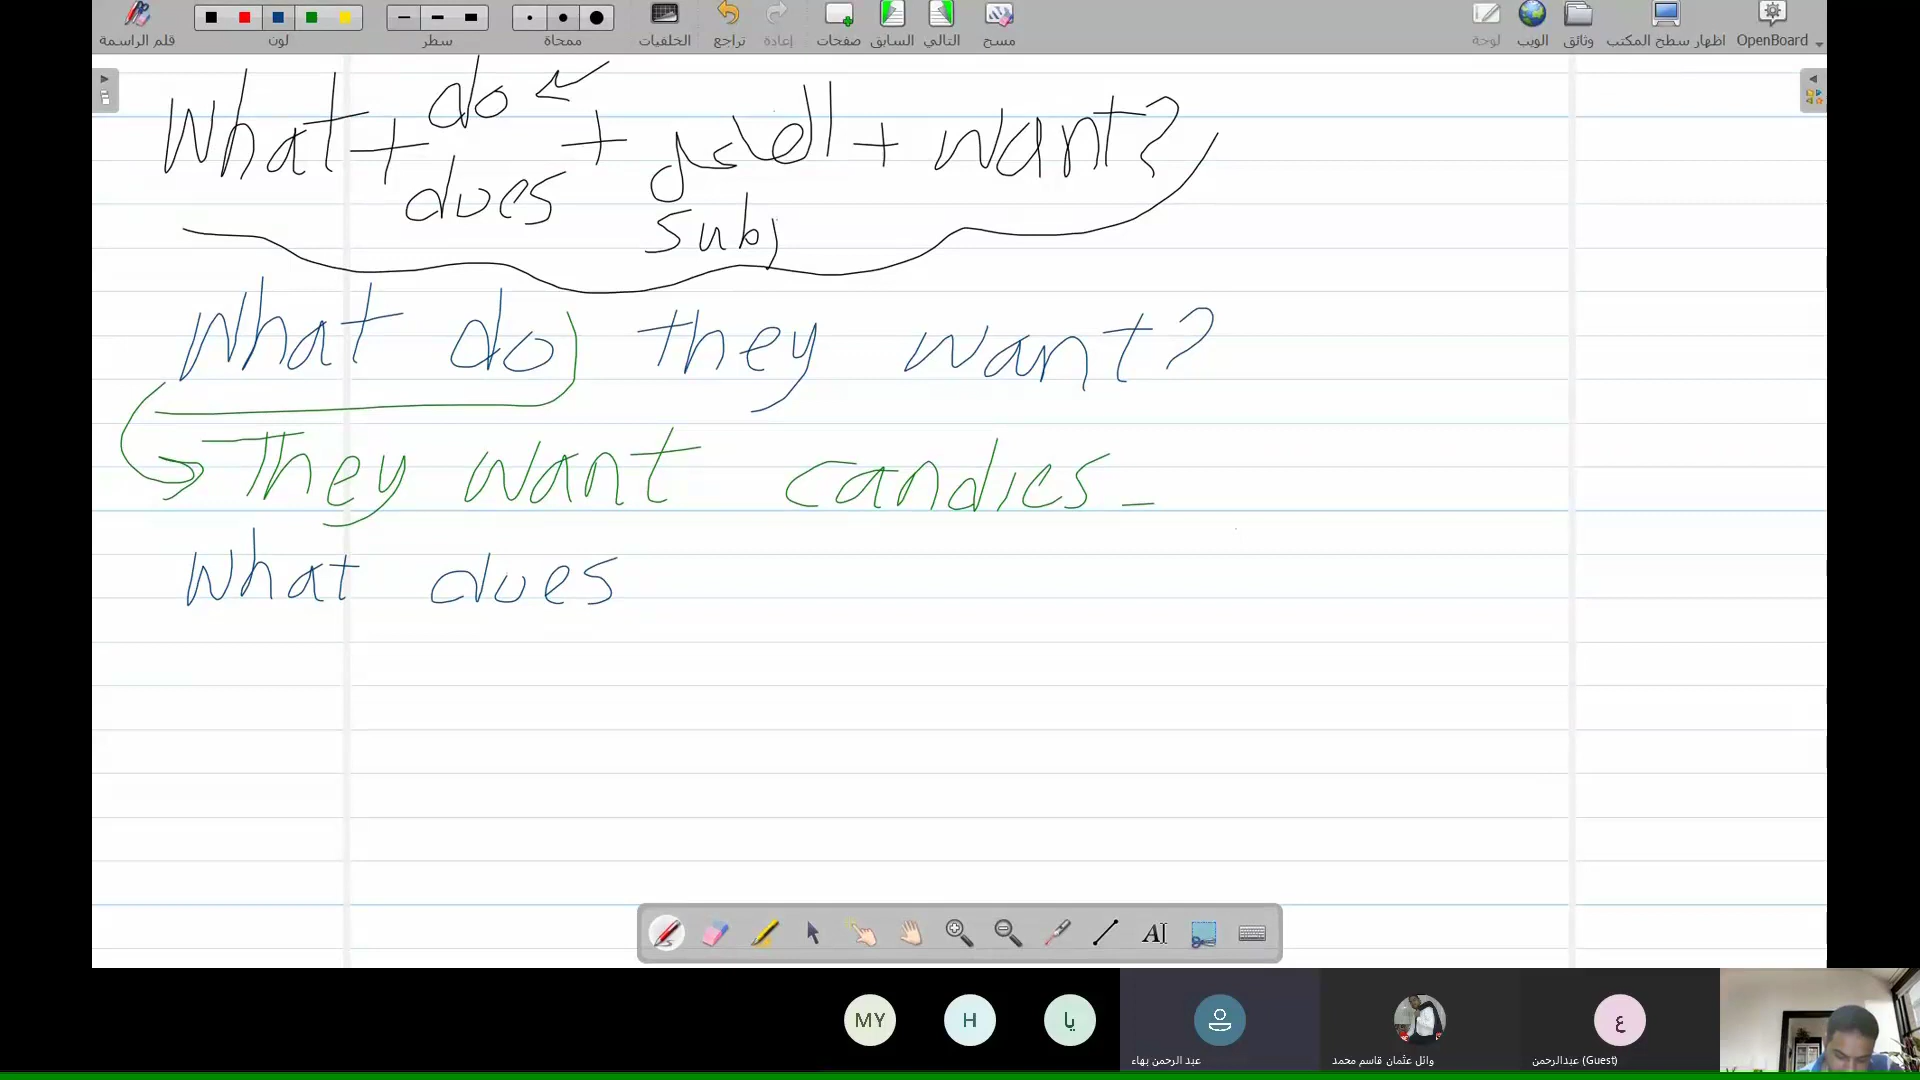 قلم الراسمة لون سطر ممحاة الخلفيات تراجع إعادة صفحات السابق التالي مسح لوحة الويب وثائق اظهار سطح المكتب OpenBoard
do
What + + الفاعل + want?
does
subj
What do they want?
They want candies
What does
MY H يا ع
عبد الرحمن بهاء وائل عثمان قاسم محمد عبدالرحمن (Guest)